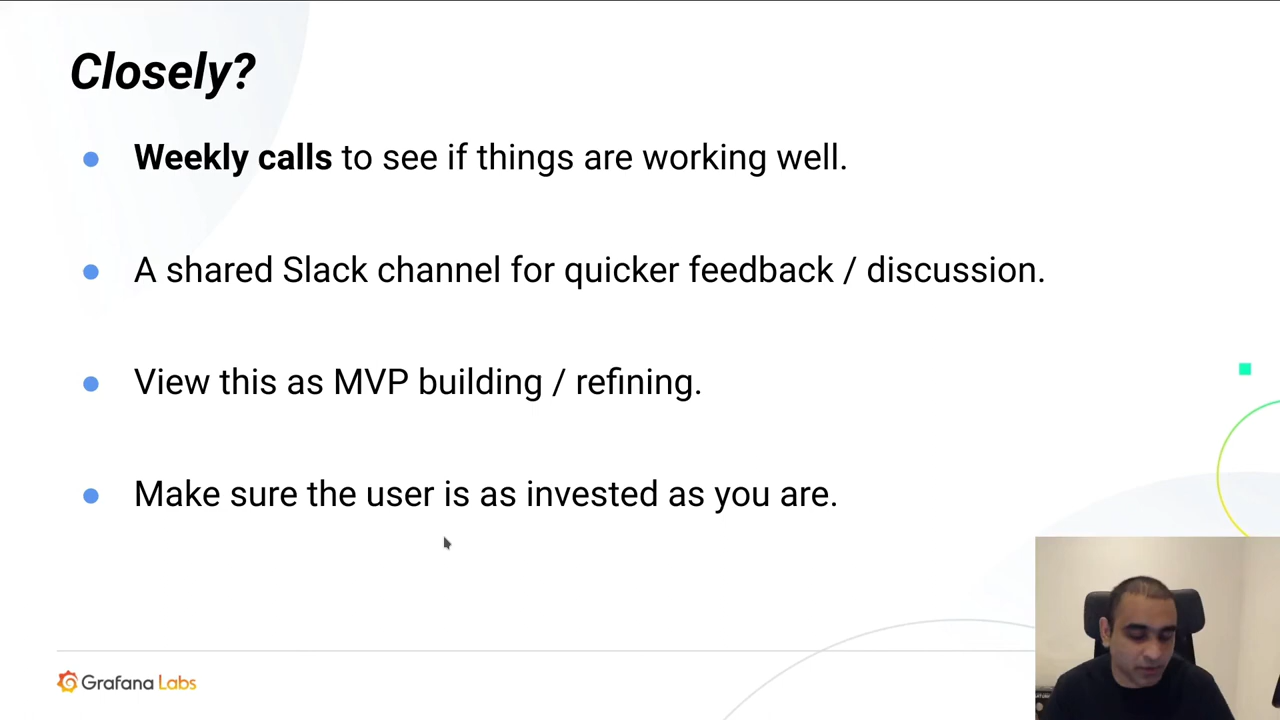 Closely?
Weekly calls to see if things are working well.
A shared Slack channel for quicker feedback / discussion.
View this as MVP building / refining.
Make sure the user is as invested as you are.
Grafana Labs